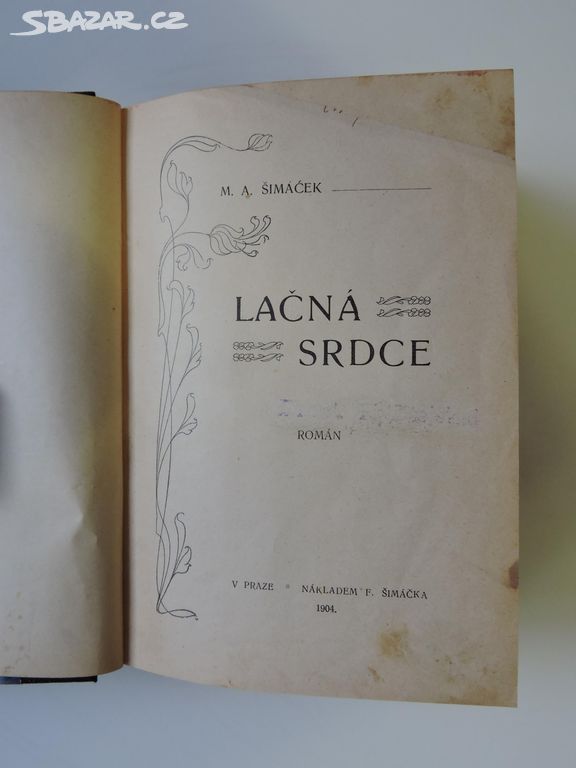 SBAZAR.CZ
M. A. ŠIMÁČEK
LAČNÁ
SRDCE
ROMÁN
V PRAZE * NÁKLADEM F. ŠIMÁČKA
1904.